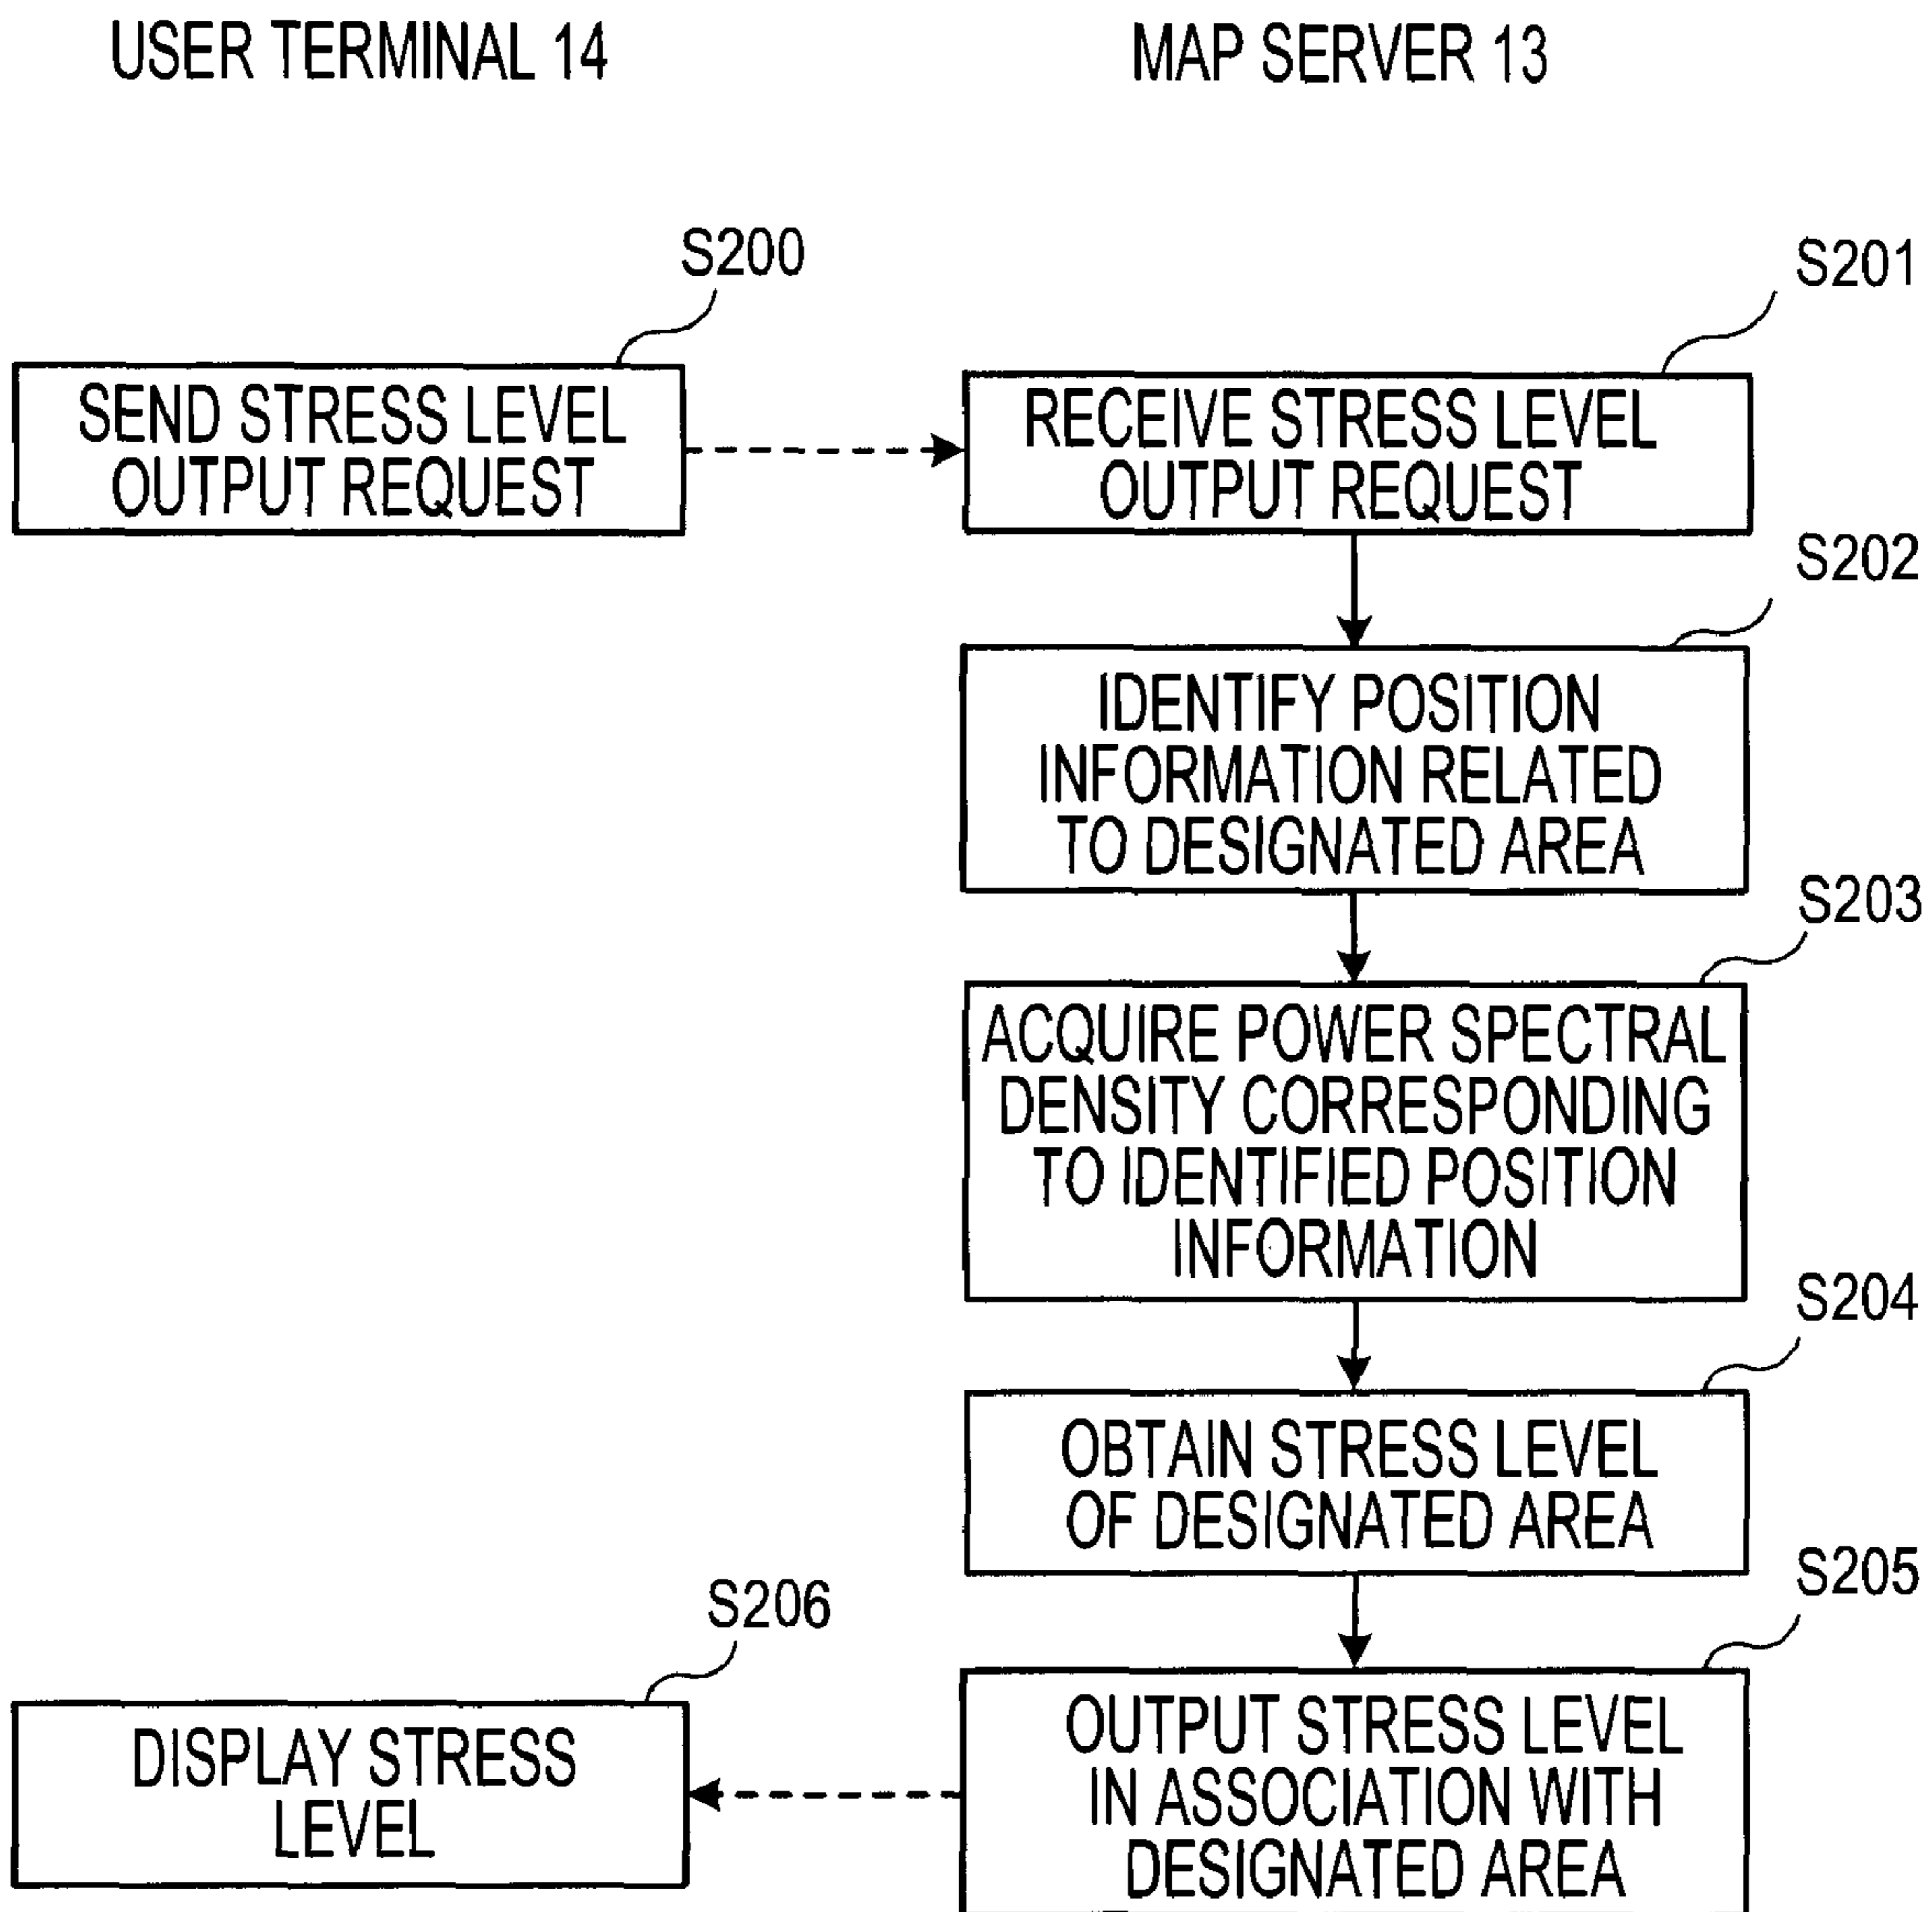 USER TERMINAL 14
MAP SERVER 13
S200
S201
SEND STRESS LEVEL
OUTPUT REQUEST
RECEIVE STRESS LEVEL
OUTPUT REQUEST
S202
IDENTIFY POSITION
INFORMATION RELATED
TO DESIGNATED AREA
S203
ACQUIRE POWER SPECTRAL
DENSITY CORRESPONDING
TO IDENTIFIED POSITION
INFORMATION
S204
OBTAIN STRESS LEVEL
OF DESIGNATED AREA
S205
S206
OUTPUT STRESS LEVEL
IN ASSOCIATION WITH
DESIGNATED AREA
DISPLAY STRESS
LEVEL